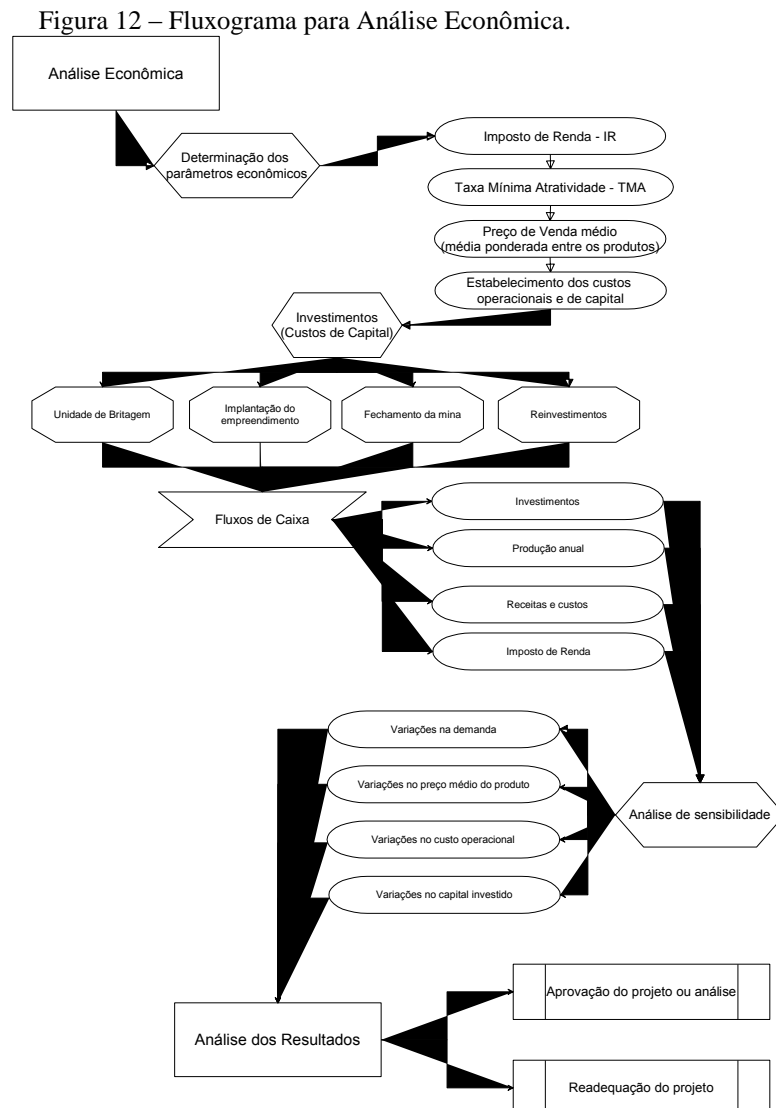 Figura 12 – Fluxograma para Análise Econômica.
Análise Econômica
Determinação dos
parâmetros econômicos
Imposto de Renda - IR
Taxa Mínima Atratividade - TMA
Preço de Venda médio
(média ponderada entre os produtos)
Estabelecimento dos custos
operacionais e de capital
Investimentos
(Custos de Capital)
Unidade de Britagem
Implantação do
empreendimento
Fechamento da mina
Reinvestimentos
Fluxos de Caixa
Investimentos
Produção anual
Receitas e custos
Imposto de Renda
Variações na demanda
Variações no preço médio do produto
Variações no custo operacional
Variações no capital investido
Análise de sensibilidade
Análise dos Resultados
Aprovação do projeto ou análise
Readequação do projeto